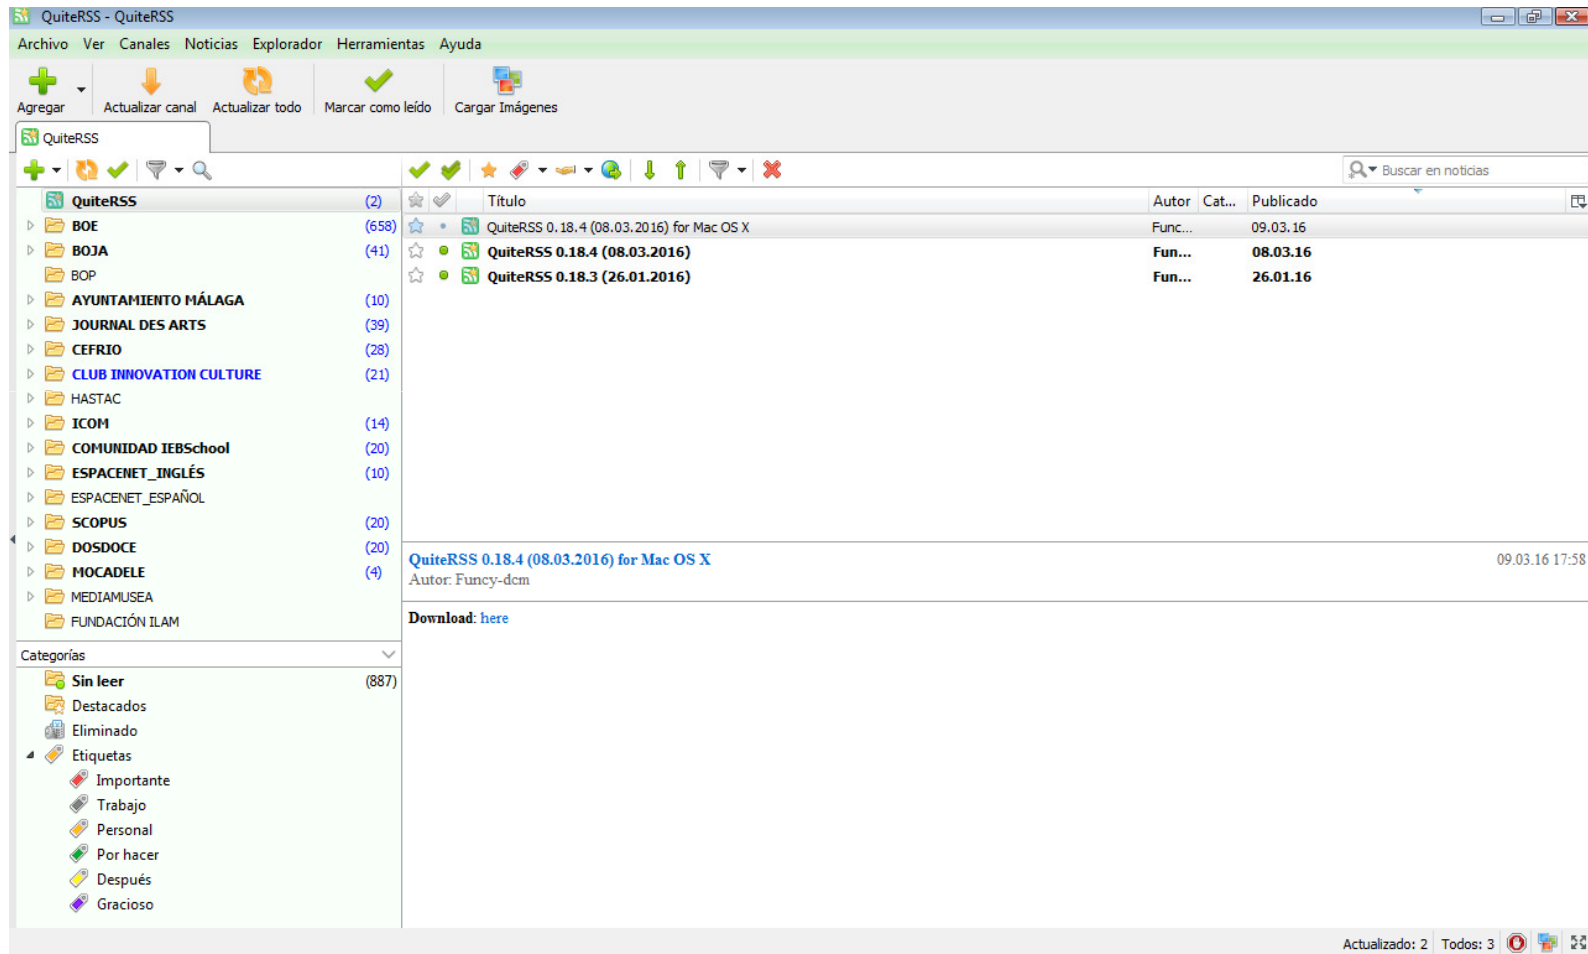 QuiteRSS - QuiteRSS
Archivo Ver Canales Noticias Explorador Herramientas Ayuda
Agregar Actualizar canal Actualizar todo Marcar como leído Cargar Imágenes
QuiteRSS
Buscar en noticias
QuiteRSS (2)
BOE (658)
BOJA (41)
BOP
AYUNTAMIENTO MÁLAGA (10)
JOURNAL DES ARTS (39)
CEFRIO (28)
CLUB INNOVATION CULTURE (21)
HASTAC
ICOM (14)
COMUNIDAD IEBSchool (20)
ESPACENET_INGLÉS (10)
ESPACENET_ESPAÑOL
SCOPUS (20)
DOSDOCE (20)
MOCADELE (4)
MEDIAMUSEA
FUNDACIÓN ILAM
Categorías
Sin leer (887)
Destacados
Eliminado
Etiquetas
Importante
Trabajo
Personal
Por hacer
Después
Gracioso
Título Autor Cat... Publicado
QuiteRSS 0.18.4 (08.03.2016) for Mac OS X Func... 09.03.16
QuiteRSS 0.18.4 (08.03.2016) Fun... 08.03.16
QuiteRSS 0.18.3 (26.01.2016) Fun... 26.01.16
QuiteRSS 0.18.4 (08.03.2016) for Mac OS X 09.03.16 17:58
Autor: Funcy-dcm
Download: here
Actualizado: 2 Todos: 3